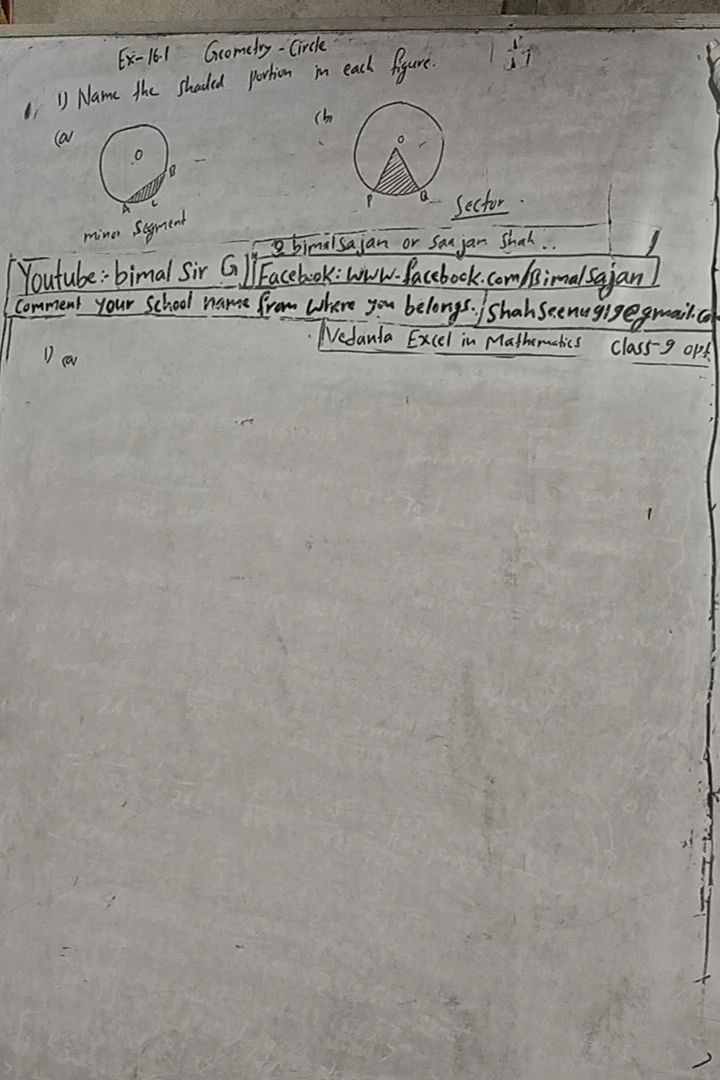 Ex-16.1 Geometry-Circle
1) Name the shaded portion in each figure.
(a)
O
A
B
C
minor Segment
(b)
O
P
Q
Sector.
bimalsajan or Saajan Shah..
Youtube:- bimal Sir G
Facebook: www.facebook.com/Bimalsajan
Comment your School name from where you belongs.
Shahseenu919@gmail.co
Vedanta Excel in Mathematics Class-9 opt
1) (a)